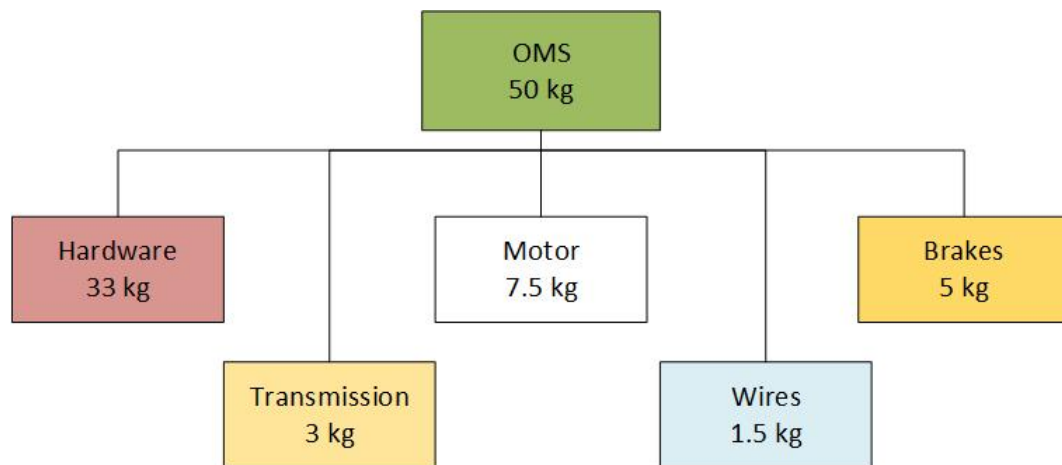 OMS
50 kg
Hardware
33 kg
Motor
7.5 kg
Brakes
5 kg
Transmission
3 kg
Wires
1.5 kg